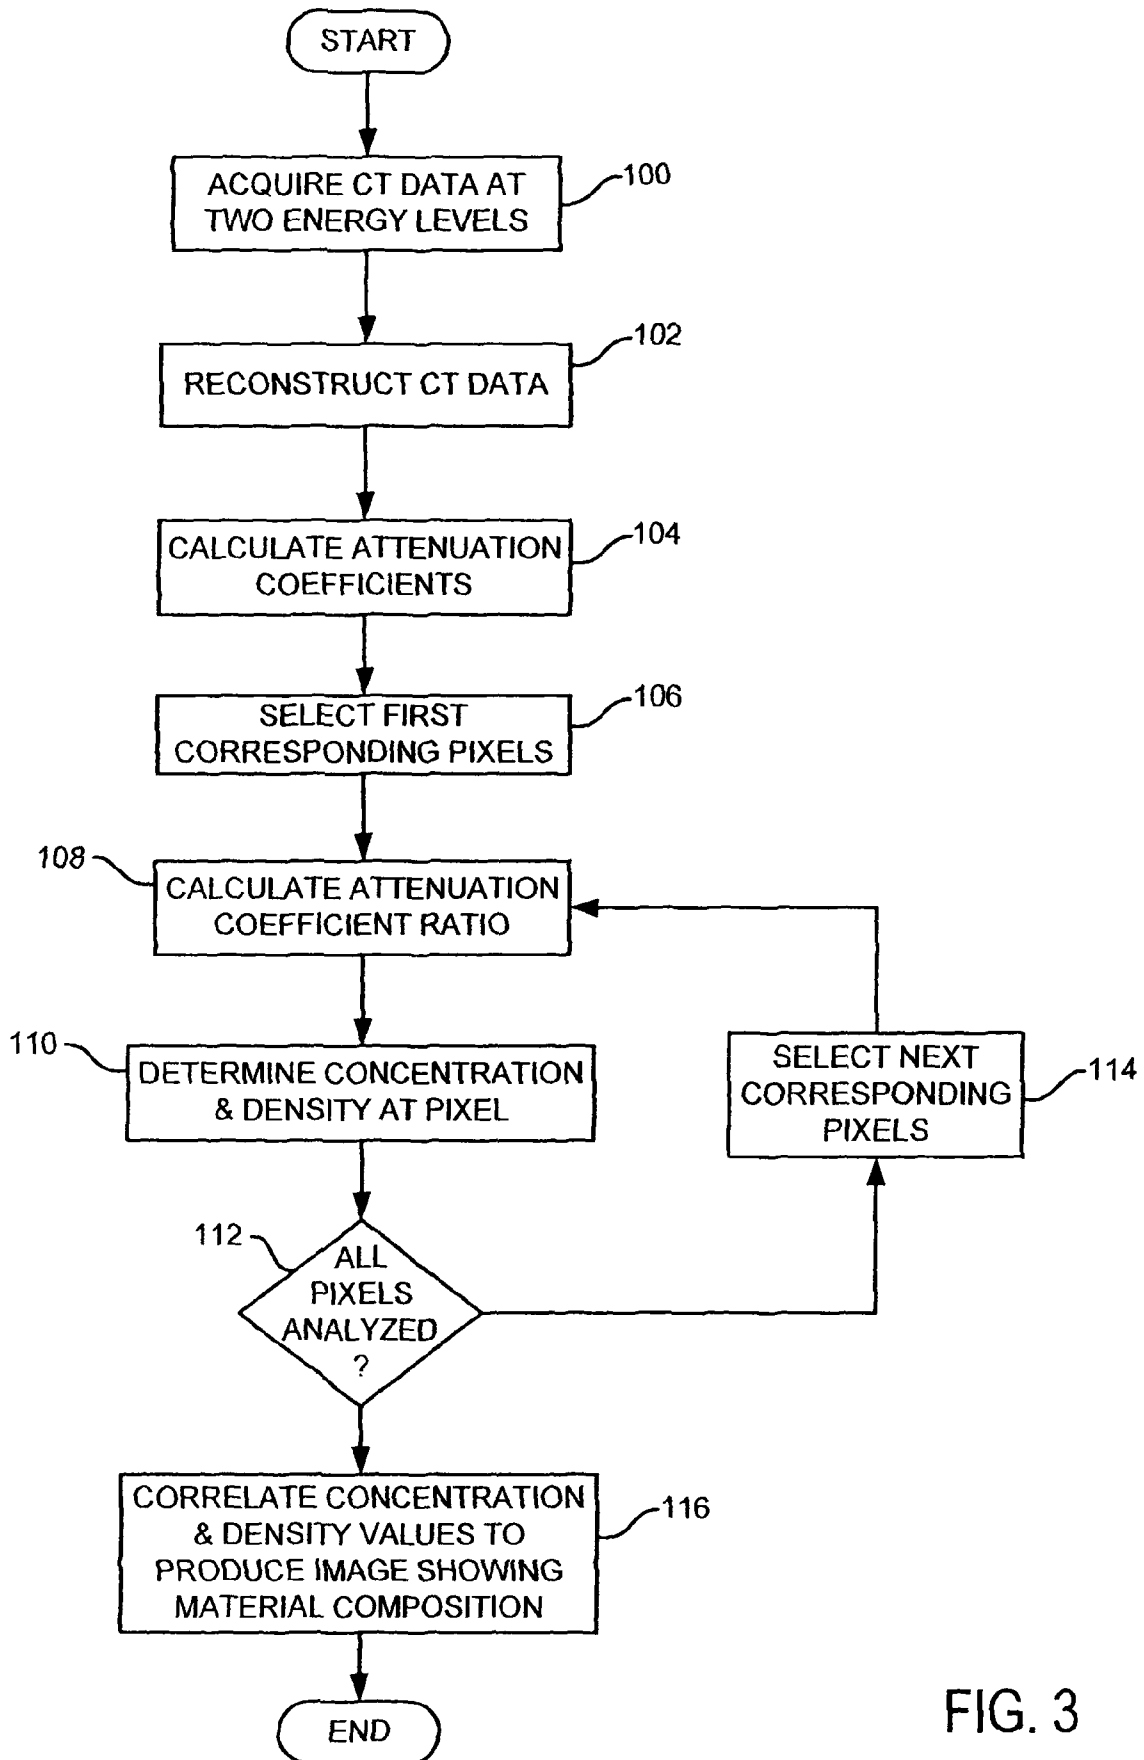 START
ACQUIRE CT DATA AT
TWO ENERGY LEVELS
100
RECONSTRUCT CT DATA
102
CALCULATE ATTENUATION
COEFFICIENTS
104
SELECT FIRST
CORRESPONDING PIXELS
106
108
CALCULATE ATTENUATION
COEFFICIENT RATIO
110
DETERMINE CONCENTRATION
& DENSITY AT PIXEL
SELECT NEXT
CORRESPONDING
PIXELS
114
112
ALL
PIXELS
ANALYZED
?
CORRELATE CONCENTRATION
& DENSITY VALUES TO
PRODUCE IMAGE SHOWING
MATERIAL COMPOSITION
116
END
FIG. 3